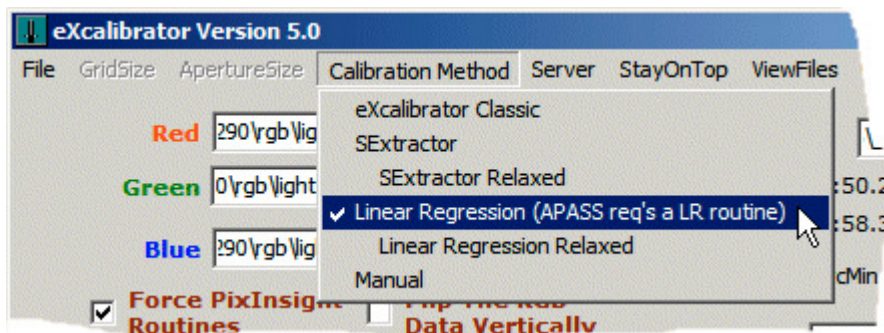 eXcalibrator Version 5.0
File GridSize ApertureSize Calibration Method Server StayOnTop ViewFiles
eXcalibrator Classic
SExtractor
SExtractor Relaxed
Linear Regression (APASS req's a LR routine)
Linear Regression Relaxed
Manual
Red 290\rgb\lig
Green 0\rgb\light
Blue 290\rgb\lig
:50.2
:58.3
cMin
Force PixInsight
Routines
Data Vertically